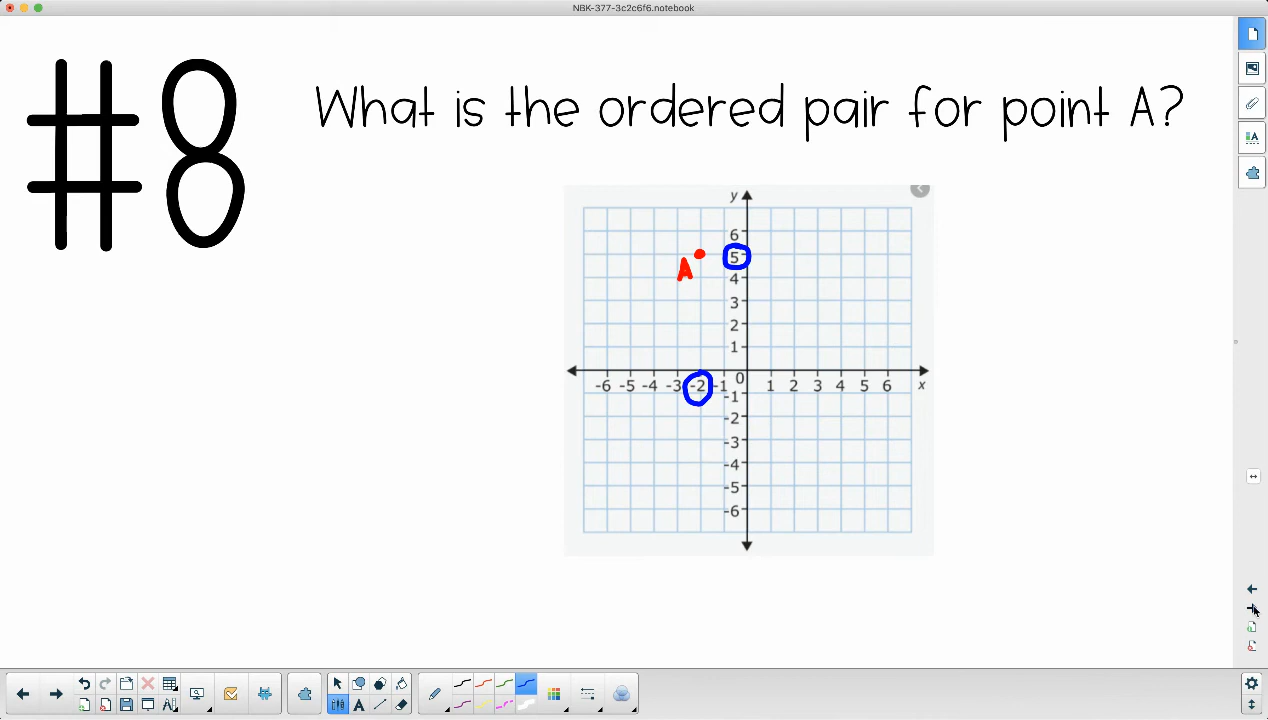 NBK-377-3c2c6f6.notebook
#8
What is the ordered pair for point A?
y
6
A
5
4
3
2
1
0
-6 -5 -4 -3 -2 -1 1 2 3 4 5 6 x
-1
-2
-3
-4
-5
-6